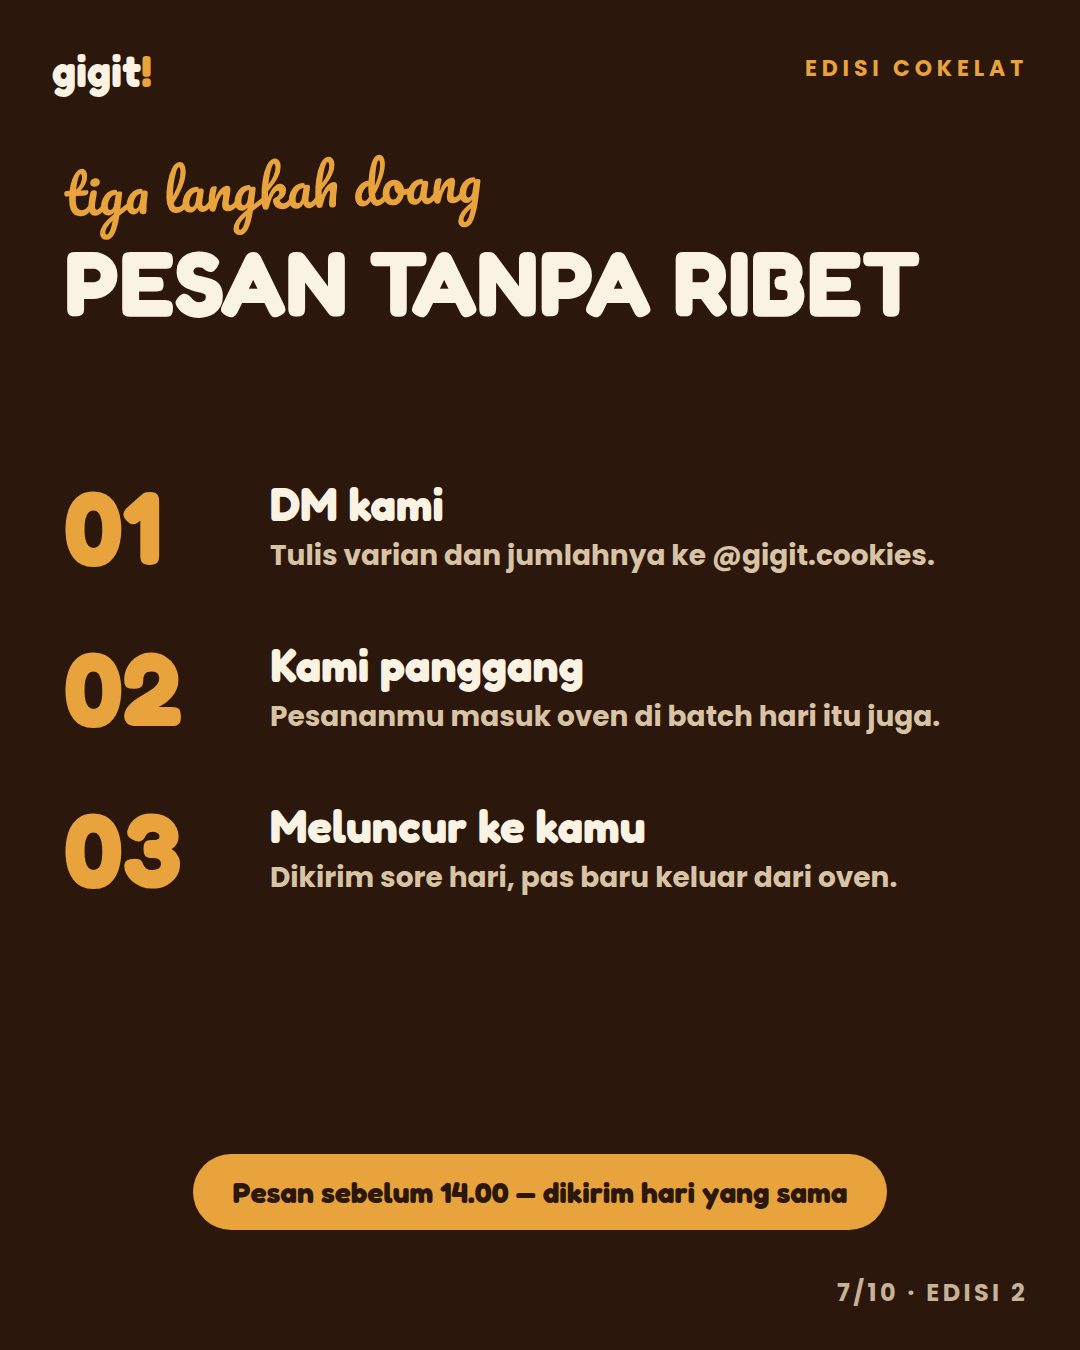 gigit!
EDISI COKELAT
tiga langkah doang
PESAN TANPA RIBET
01
DM kami
Tulis varian dan jumlahnya ke @gigit.cookies.
02
Kami panggang
Pesananmu masuk oven di batch hari itu juga.
03
Meluncur ke kamu
Dikirim sore hari, pas baru keluar dari oven.
Pesan sebelum 14.00 – dikirim hari yang sama
7/10 · EDISI 2